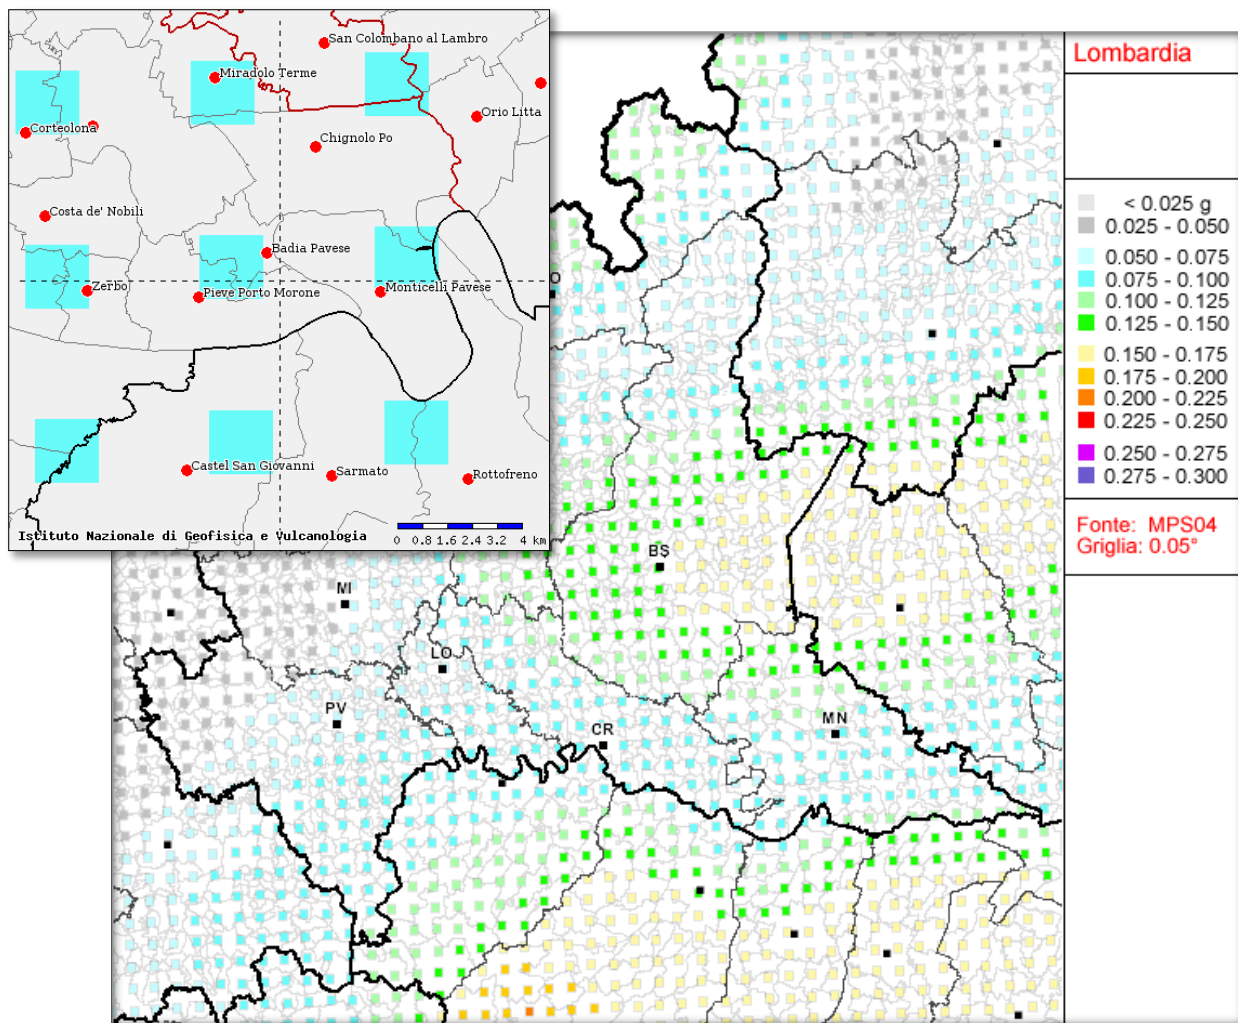 San Colombano al Lambro
Miradolo Terme
Orio Litta
Corteolona
Chignolo Po
Costa de' Nobili
Badia Pavese
Zerbo
Pieve Porto Morone
Monticelli Pavese
Castel San Giovanni
Sarmato
Rottofreno
Istituto Nazionale di Geofisica e Vulcanologia
0 0.8 1.6 2.4 3.2 4 km
O
BS
MI
LO
PV
CR
MN
Lombardia
< 0.025 g
0.025 - 0.050
0.050 - 0.075
0.075 - 0.100
0.100 - 0.125
0.125 - 0.150
0.150 - 0.175
0.175 - 0.200
0.200 - 0.225
0.225 - 0.250
0.250 - 0.275
0.275 - 0.300
Fonte: MPS04
Griglia: 0.05°